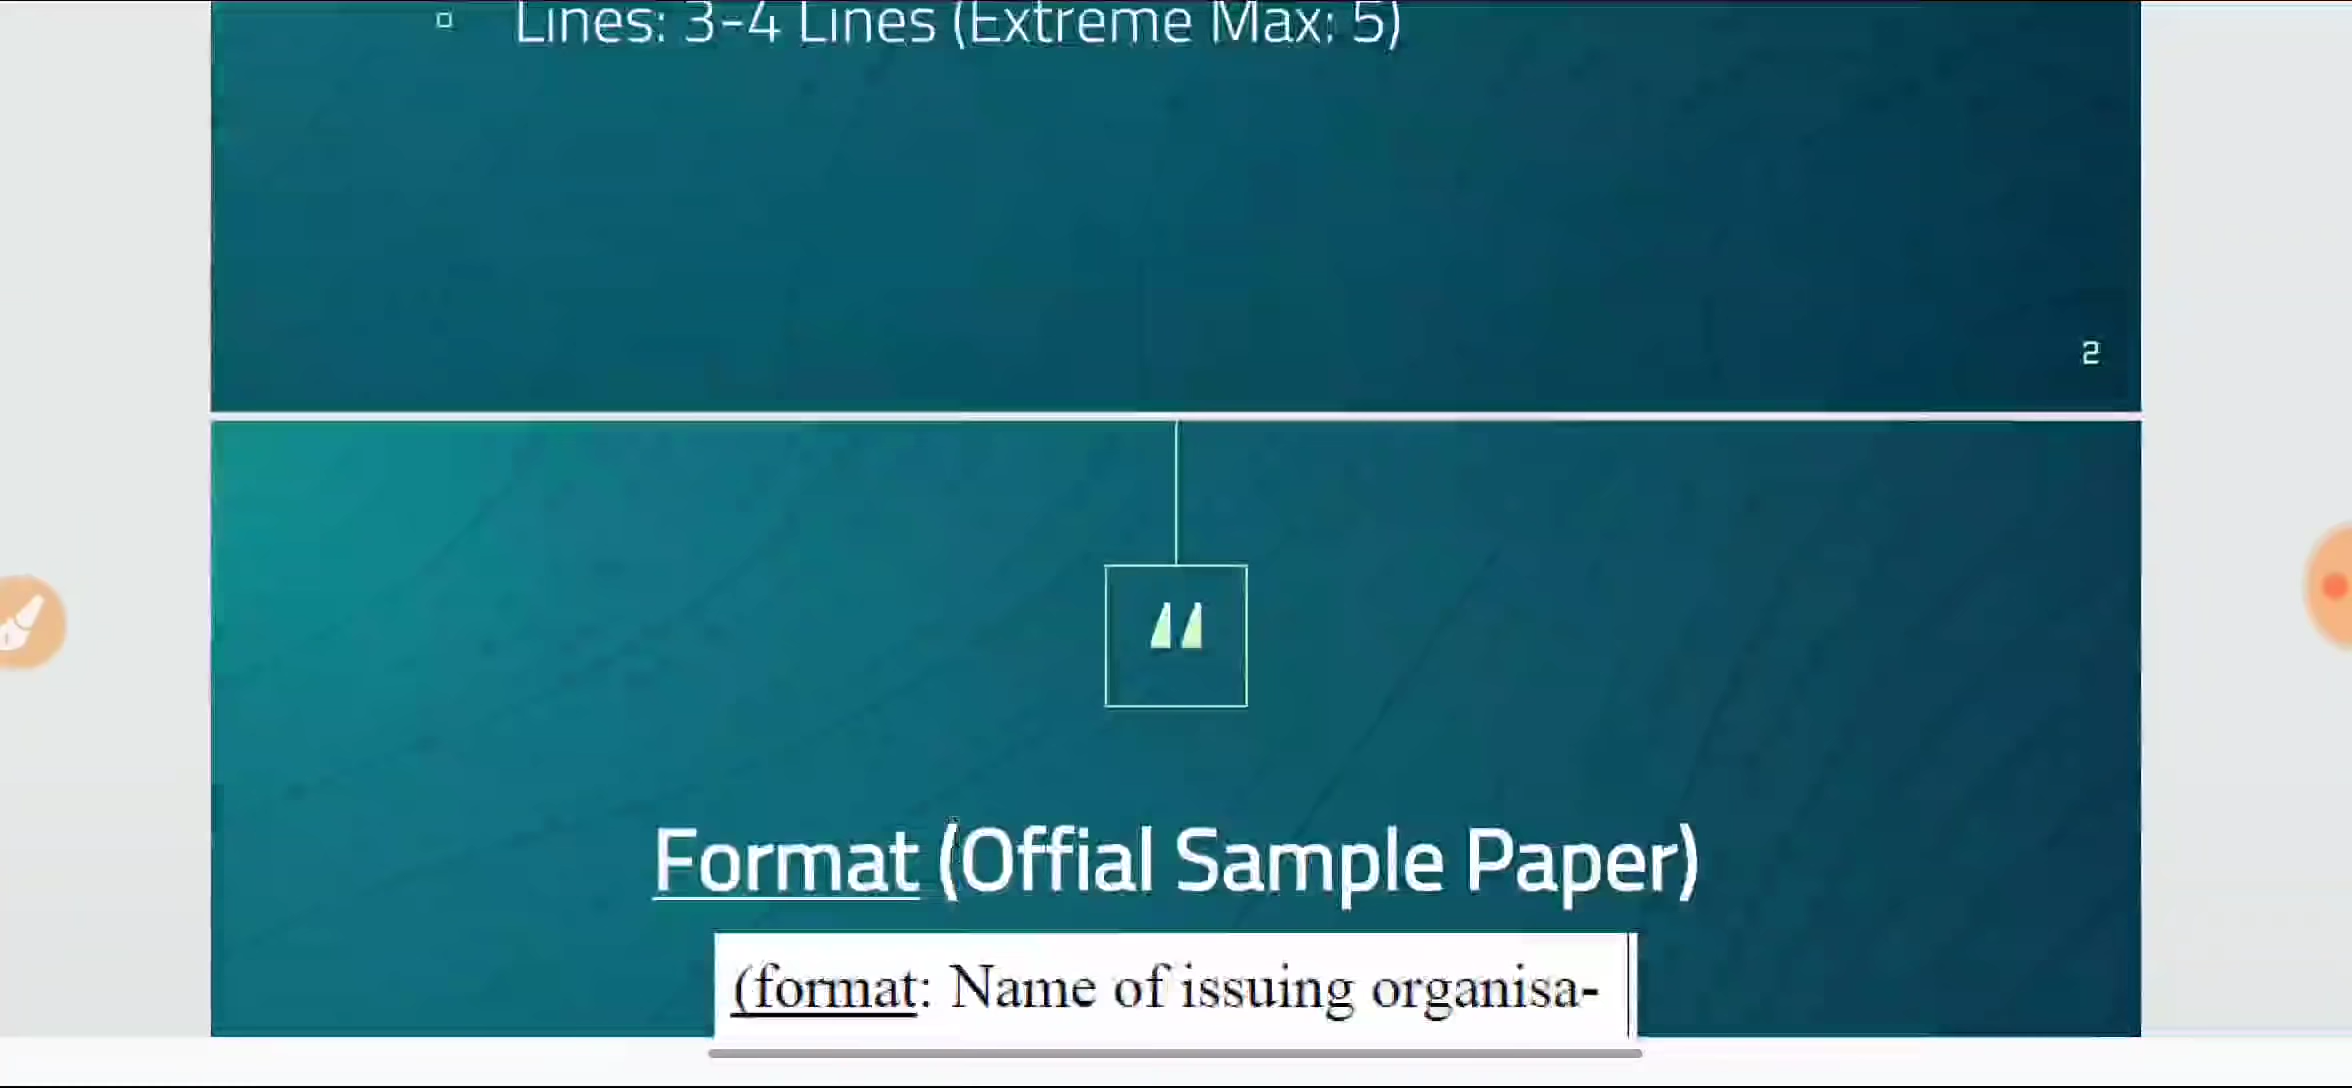 ▫ Lines: 3-4 Lines (Extreme Max: 5)
2
“
Format (Offial Sample Paper)
(format: Name of issuing organisa-